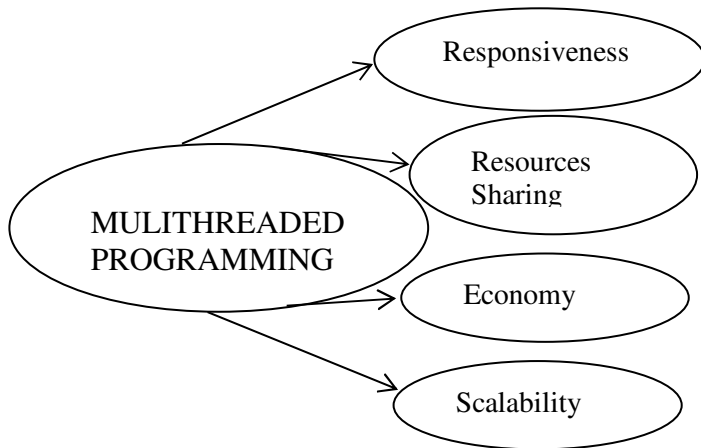 Responsiveness
Resources
Sharing
MULITHREADED
PROGRAMMING
Economy
Scalability